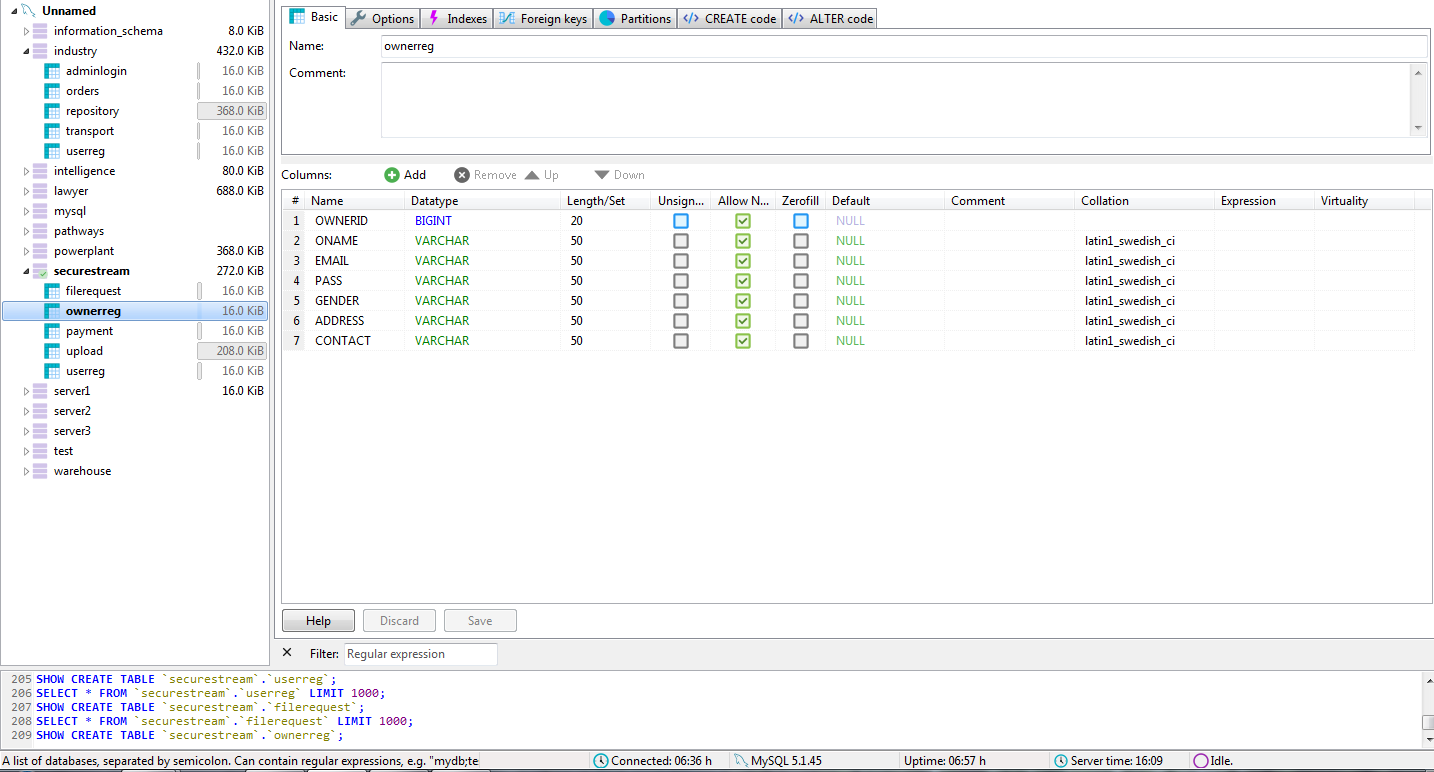 Unnamed
information_schema 8.0 KiB
industry 432.0 KiB
adminlogin 16.0 KiB
orders 16.0 KiB
repository 368.0 KiB
transport 16.0 KiB
userreg 16.0 KiB
intelligence 80.0 KiB
lawyer 688.0 KiB
mysql
pathways
powerplant 368.0 KiB
securestream 272.0 KiB
filerequest 16.0 KiB
ownerreg 16.0 KiB
payment 16.0 KiB
upload 208.0 KiB
userreg 16.0 KiB
server1 16.0 KiB
server2
server3
test
warehouse
Basic Options Indexes Foreign keys Partitions </> CREATE code </> ALTER code
Name: ownerreg
Comment:
Columns: Add Remove Up Down
# Name Datatype Length/Set Unsign... Allow N... Zerofill Default Comment Collation Expression Virtuality
1 OWNERID BIGINT 20 NULL
2 ONAME VARCHAR 50 NULL latin1_swedish_ci
3 EMAIL VARCHAR 50 NULL latin1_swedish_ci
4 PASS VARCHAR 50 NULL latin1_swedish_ci
5 GENDER VARCHAR 50 NULL latin1_swedish_ci
6 ADDRESS VARCHAR 50 NULL latin1_swedish_ci
7 CONTACT VARCHAR 50 NULL latin1_swedish_ci
Help Discard Save
Filter: Regular expression
205 SHOW CREATE TABLE `securestream`.`userreg`;
206 SELECT * FROM `securestream`.`userreg` LIMIT 1000;
207 SHOW CREATE TABLE `securestream`.`filerequest`;
208 SELECT * FROM `securestream`.`filerequest` LIMIT 1000;
209 SHOW CREATE TABLE `securestream`.`ownerreg`;
A list of databases, separated by semicolon. Can contain regular expressions, e.g. "mydb;te Connected: 06:36 h MySQL 5.1.45 Uptime: 06:57 h Server time: 16:09 Idle.